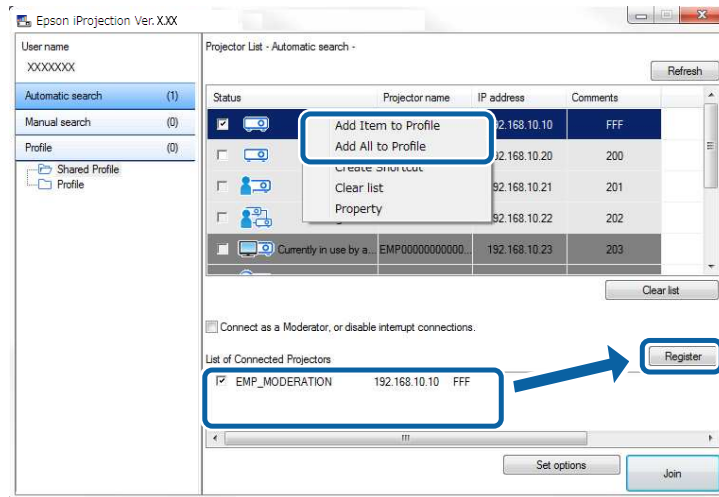 Epson iProjection Ver. X.XX
User name
XXXXXXX
Automatic search (1)
Manual search (0)
Profile (0)
Shared Profile
Profile
Projector List - Automatic search -
Refresh
Status Projector name IP address Comments
92.168.10.10 FFF
192.168.10.20 200
192.168.10.21 201
192.168.10.22 202
Currently in use by a... EMP00000000000... 192.168.10.23 203
Add Item to Profile
Add All to Profile
Create Shortcut
Clear list
Property
Clear list
Connect as a Moderator, or disable interrupt connections.
List of Connected Projectors
Register
EMP_MODERATION 192.168.10.10 FFF
Set options
Join